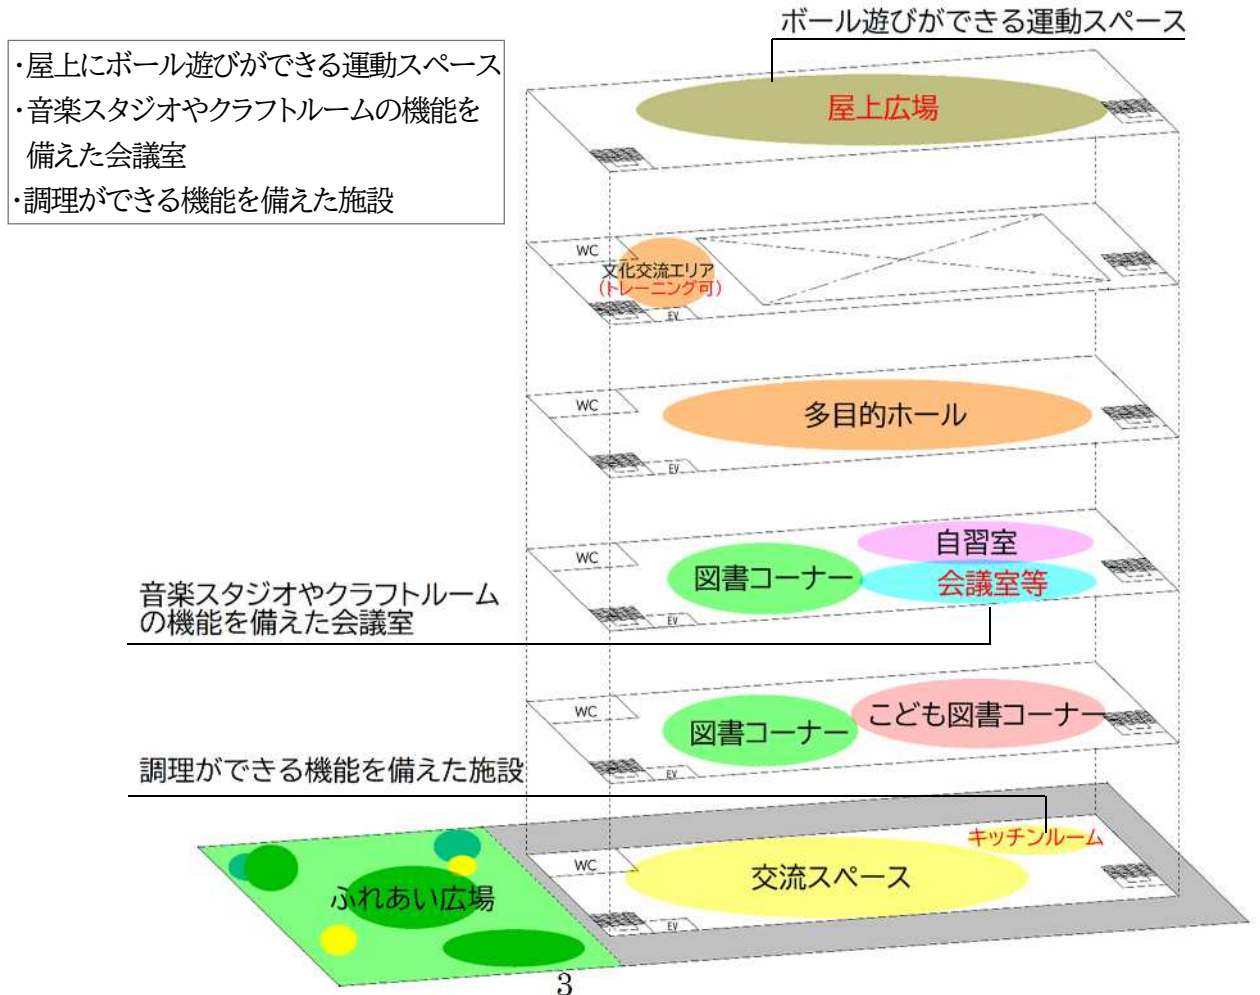 ボール遊びができる運動スペース
・屋上にボール遊びができる運動スペース
・音楽スタジオやクラフトルームの機能を
備えた会議室
・調理ができる機能を備えた施設
屋上広場
WC
文化交流エリア
(トレーニング可)
EV
WC
多目的ホール
EV
WC
自習室
図書コーナー
会議室等
EV
音楽スタジオやクラフトルーム
の機能を備えた会議室
WC
こども図書コーナー
図書コーナー
EV
調理ができる機能を備えた施設
キッチンルーム
WC
交流スペース
ふれあい広場
EV
3